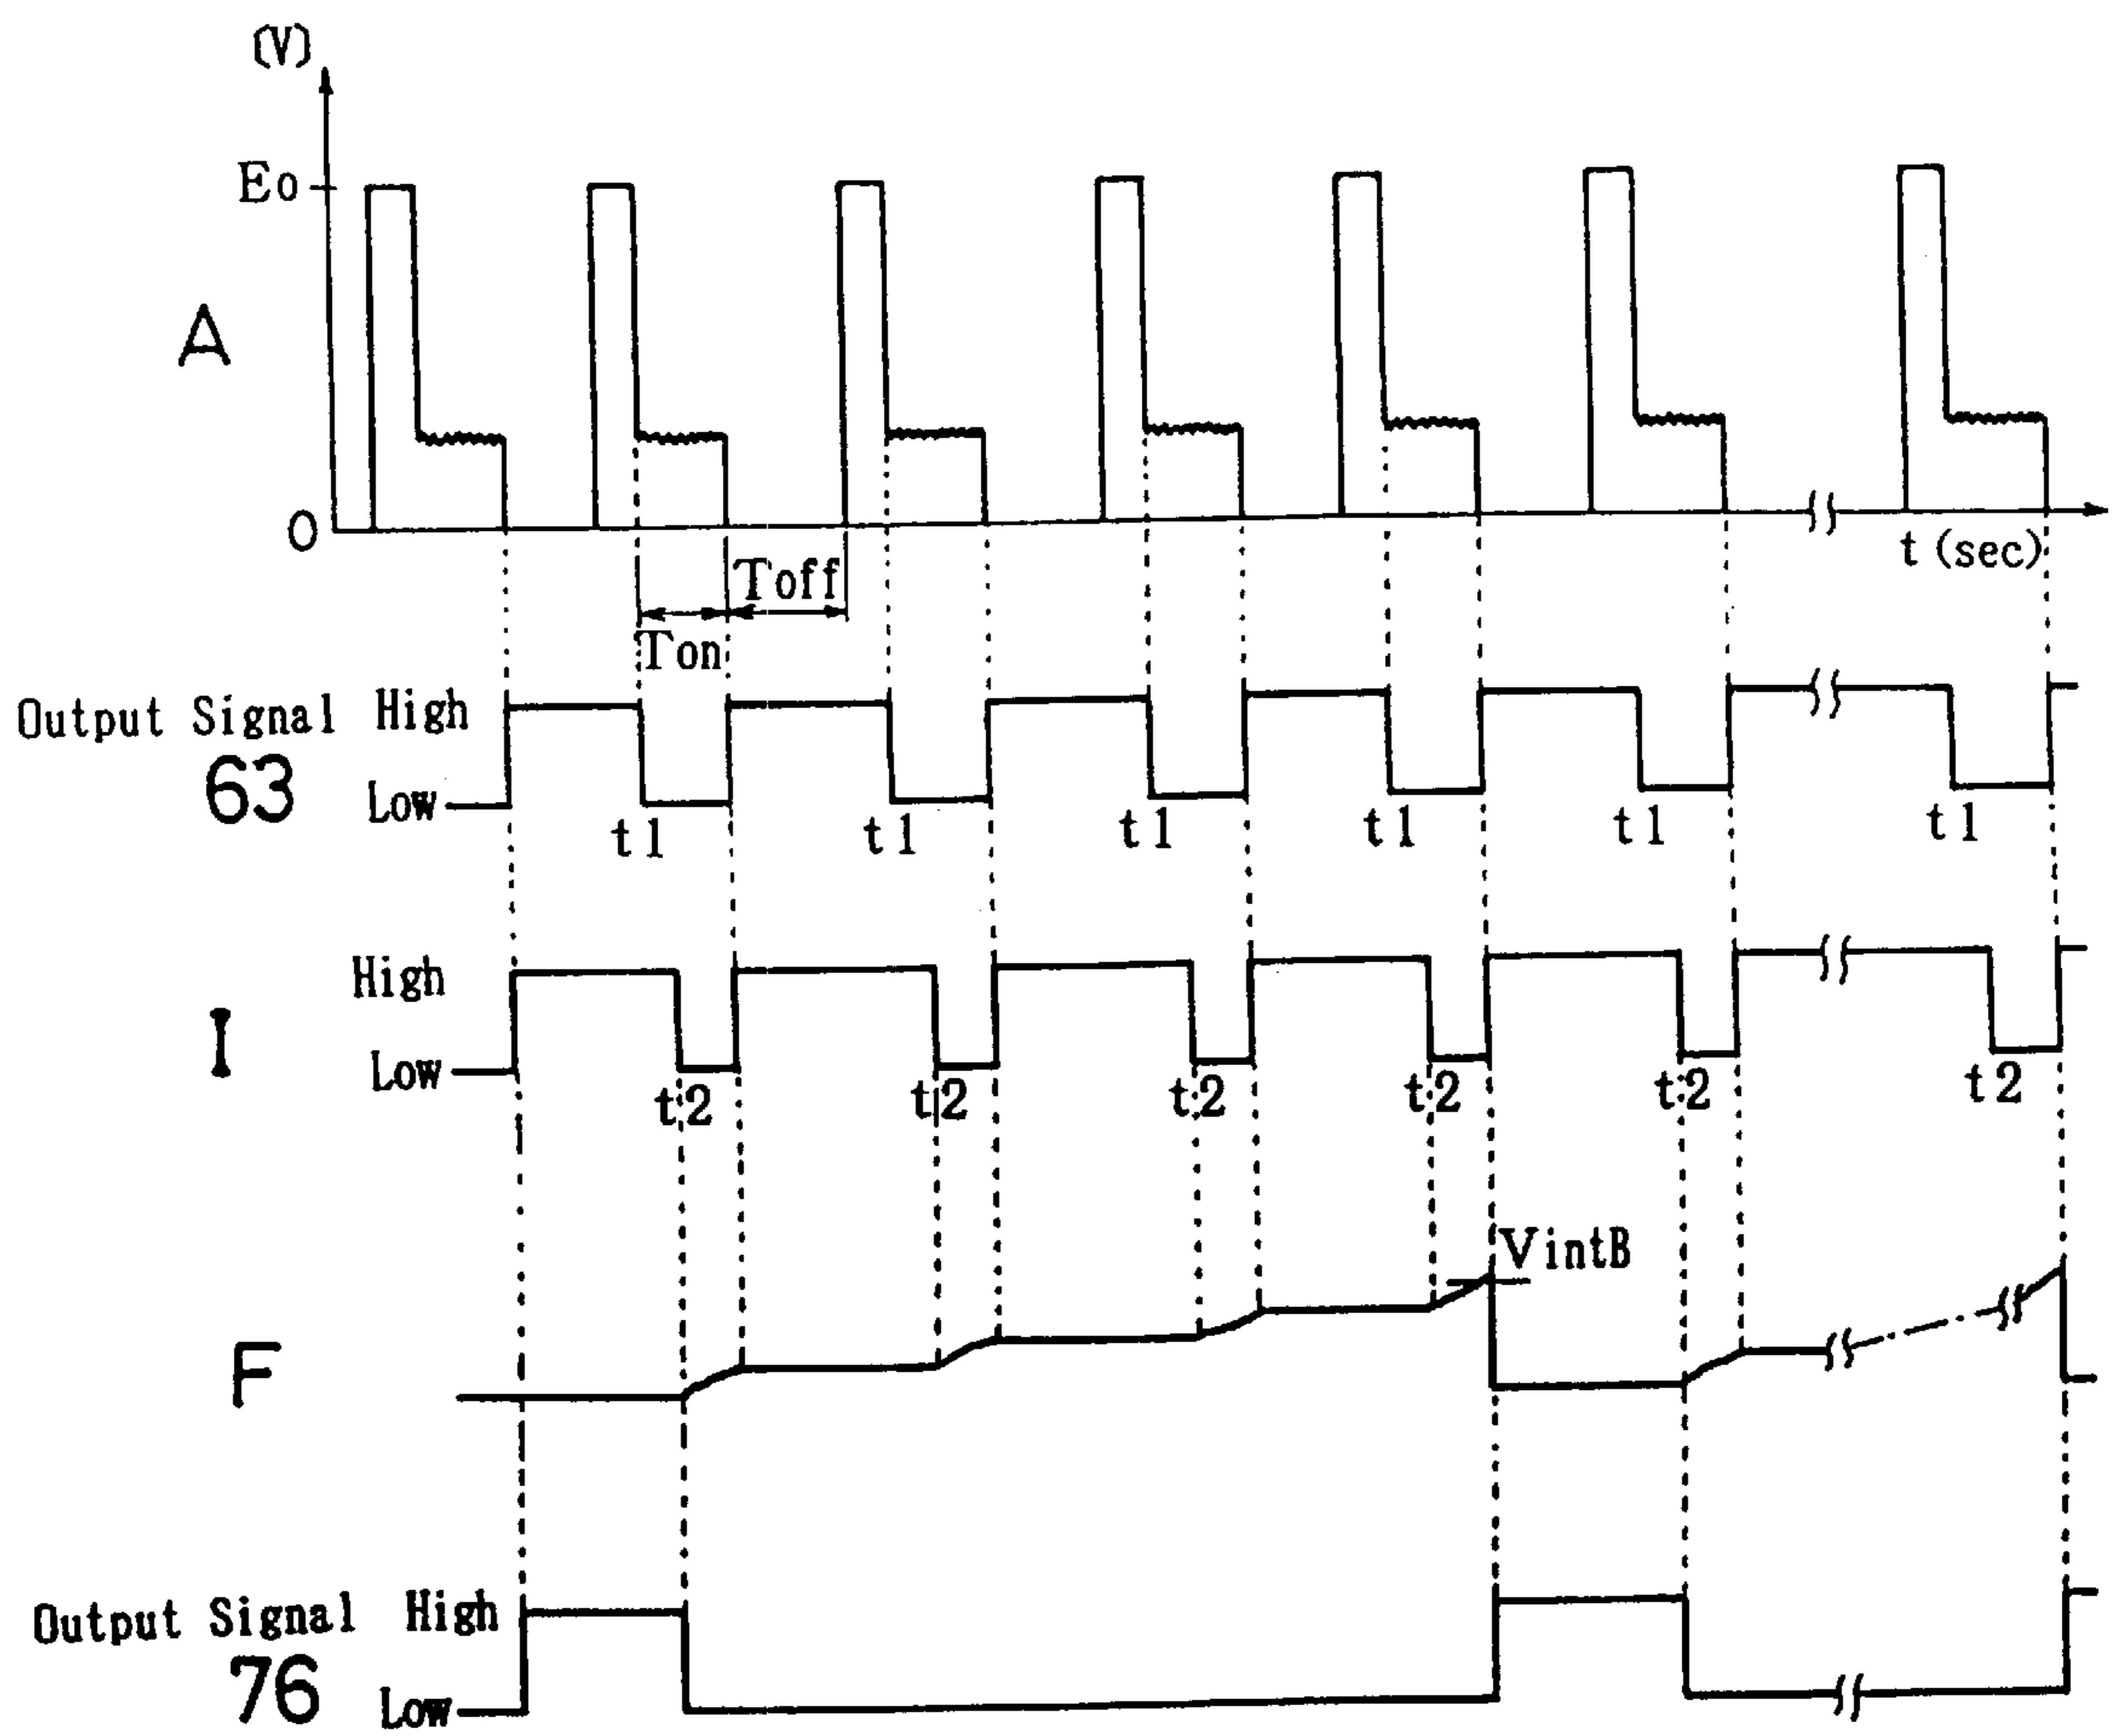 (V)
Eo
A
0
t (sec)
Toff
Ton
Output Signal High
63
Low
t1 t1 t1 t1 t1 t1
High
I
Low
t2 t2 t2 t2 t2 t2
VintB
F
Output Signal High
76
Low